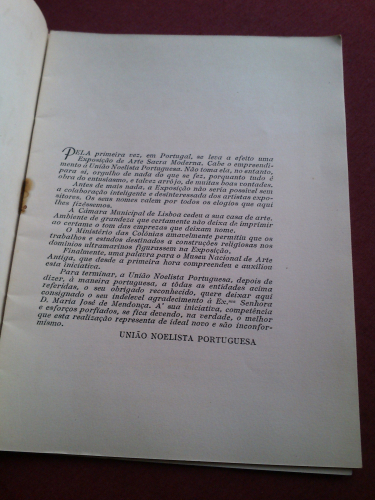 PELA primeira vez, em Portugal, se leva a efeito uma
Exposição de Arte Sacra Moderna. Cabe o empreendi-
mento à União Noelista Portuguesa. Não toma ela, no entanto,
para si, orgulho de nada do que se fez, porquanto tudo é
obra do entusiasmo, e talvez arrôjo, de muitas boas vontades.
Antes de mais nada, a Exposição não seria possível sem
a colaboração inteligente e desinteressada dos artistas expo-
sitores. Os seus nomes valem por todos os elogios que aqui
lhes fizéssemos.
A Câmara Municipal de Lisboa cedeu a sua casa de arte.
Ambiente de grandeza que certamente não deixa de imprimir
ao certame o tom das emprezas que deixam nome.
O Ministério das Colónias amavelmente permitiu que os
trabalhos e estudos destinados a construções religiosas nos
domínios ultramarinos figurassem na Exposição.
Finalmente, uma palavra para o Museu Nacional de Arte
Antiga, que desde a primeira hora compreendeu e auxiliou
esta iniciativa.
Para terminar, a União Noelista Portuguesa, depois de
dizer, à maneira portuguesa, a tôdas as entidades acima
referidas, o seu obrigado reconhecido, quere deixar aqui
consignado o seu indelevel agradecimento à Ex.ma Senhora
D. Maria José de Mendonça. A' sua iniciativa, competência
e esforços porfiados, se fica devendo, na verdade, o melhor
que esta realização representa de ideal novo e são inconfor-
mismo.
UNIÃO NOELISTA PORTUGUESA